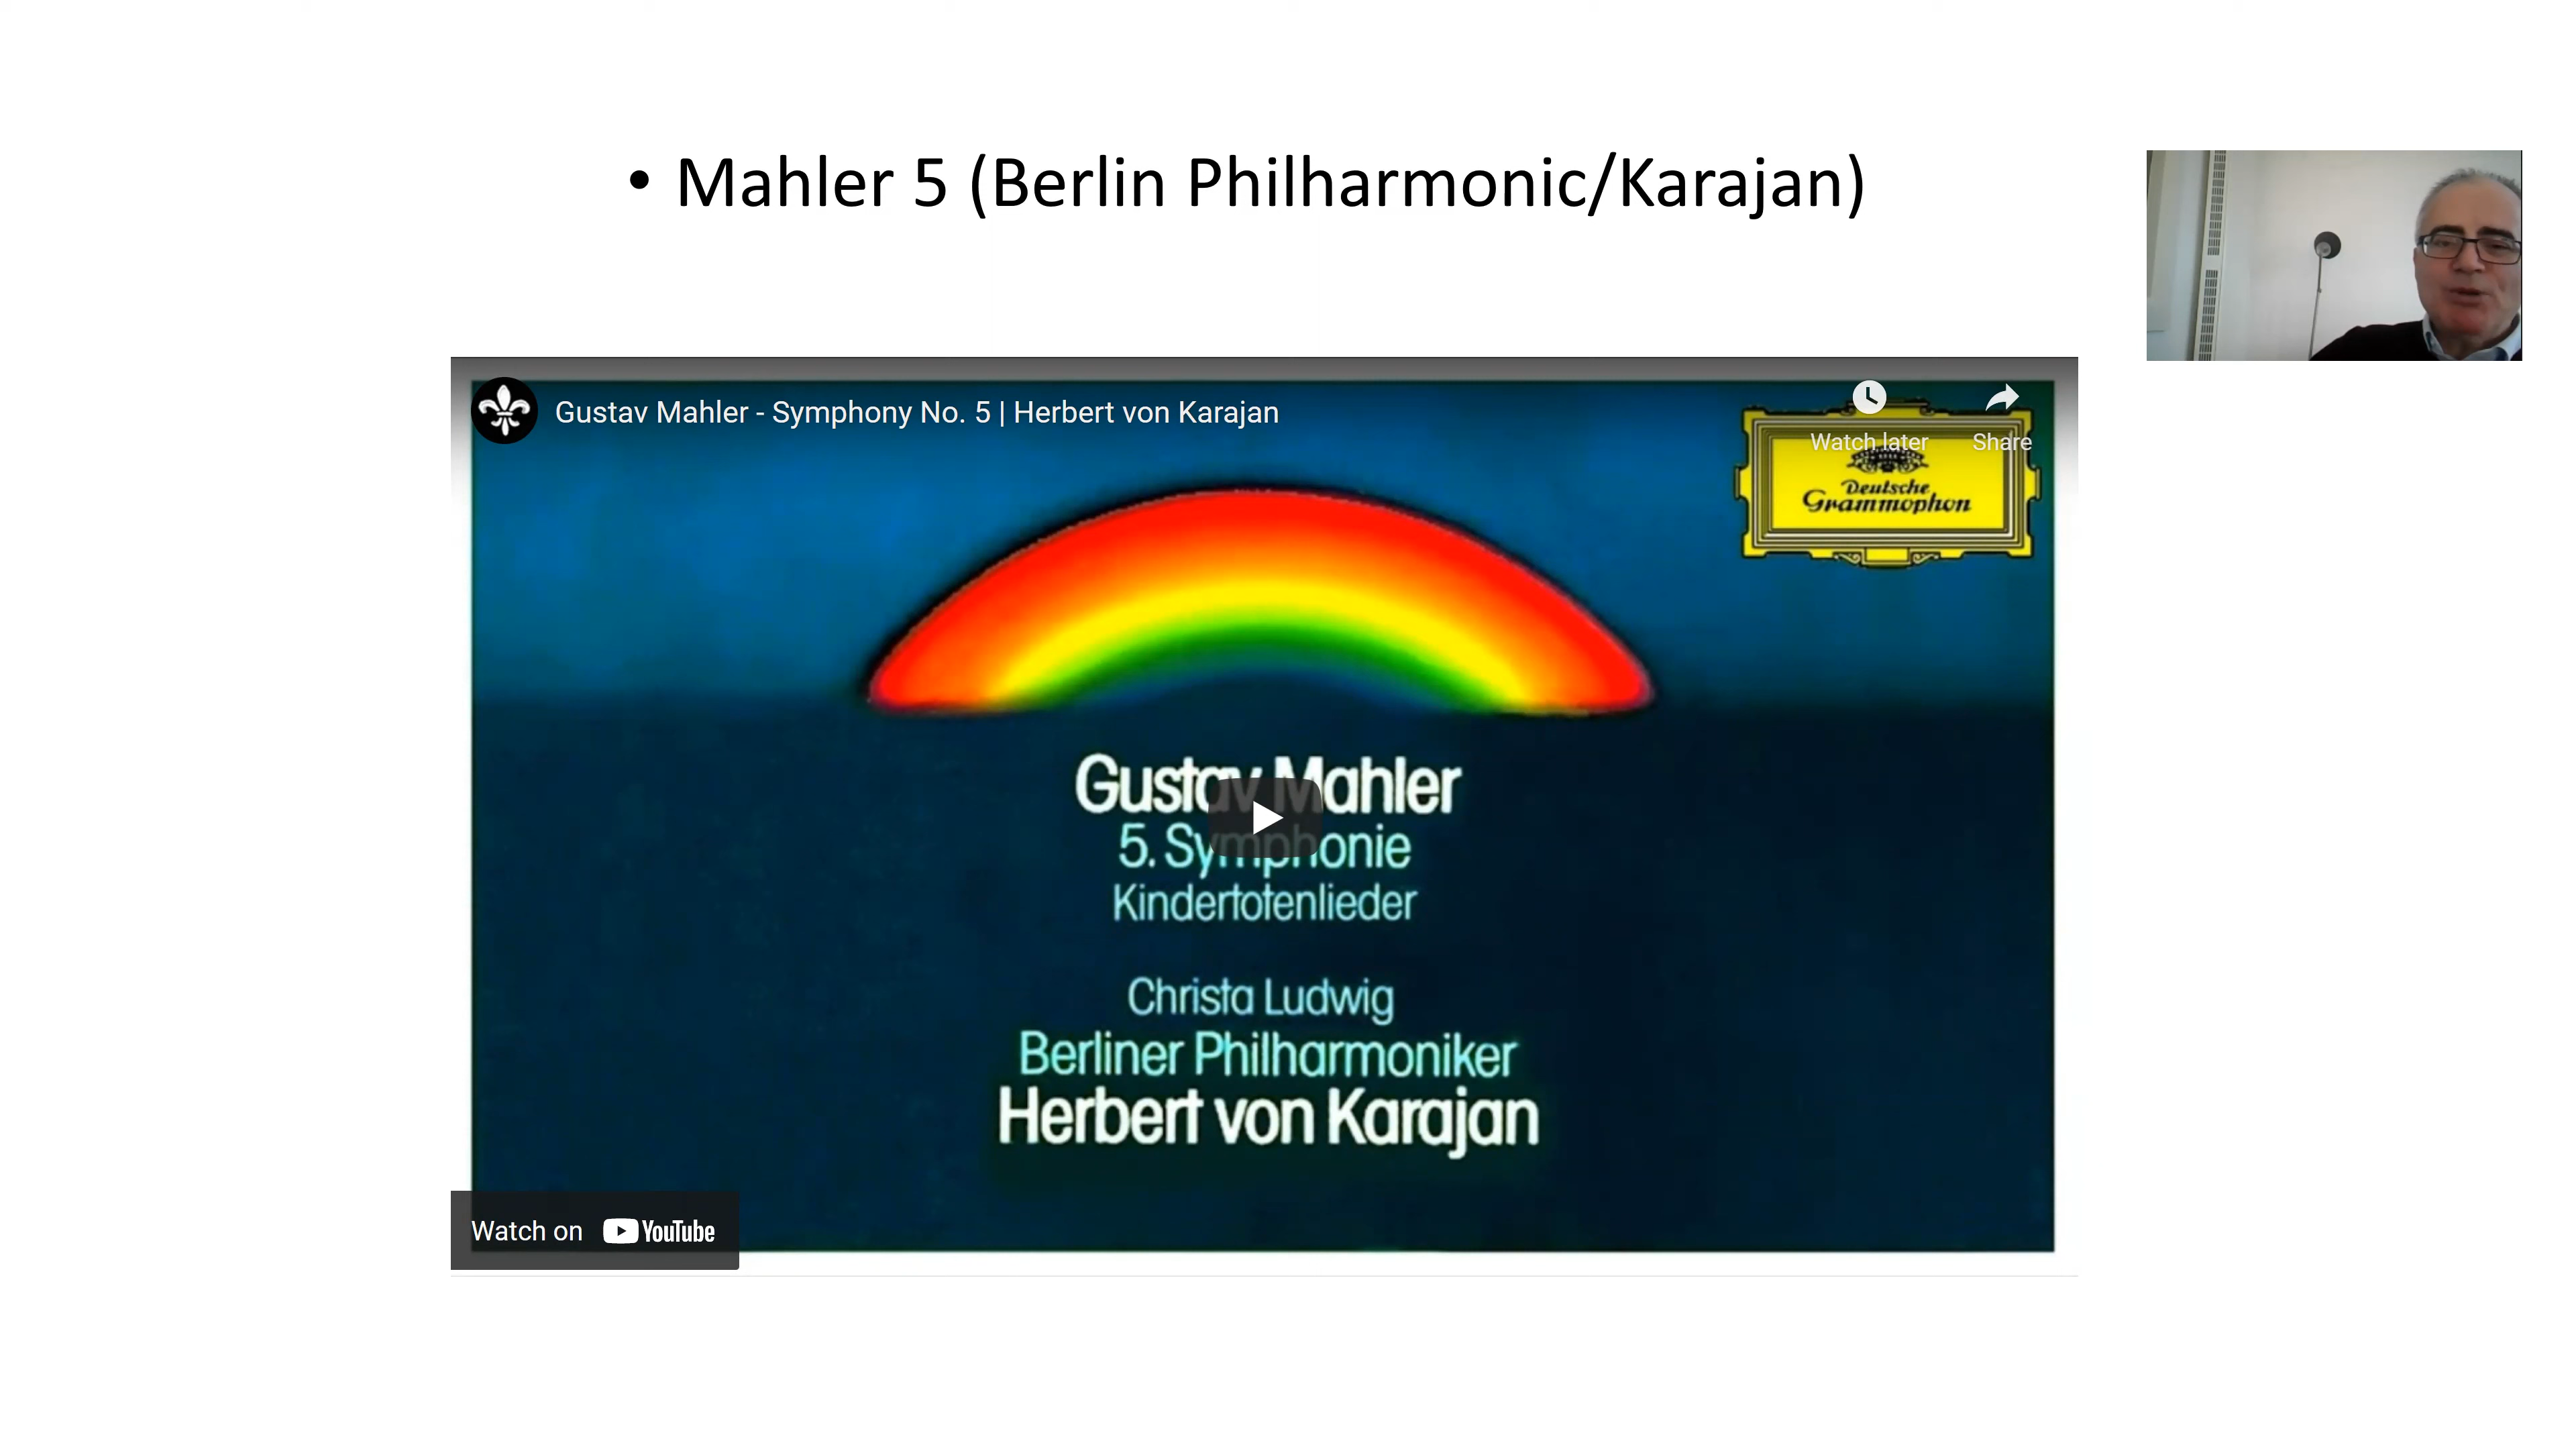 • Mahler 5 (Berlin Philharmonic/Karajan)
Gustav Mahler - Symphony No. 5 | Herbert von Karajan
Watch later
Share
Deutsche
Grammophon
Gustav Mahler
5. Symphonie
Kindertotenlieder
Christa Ludwig
Berliner Philharmoniker
Herbert von Karajan
Watch on YouTube